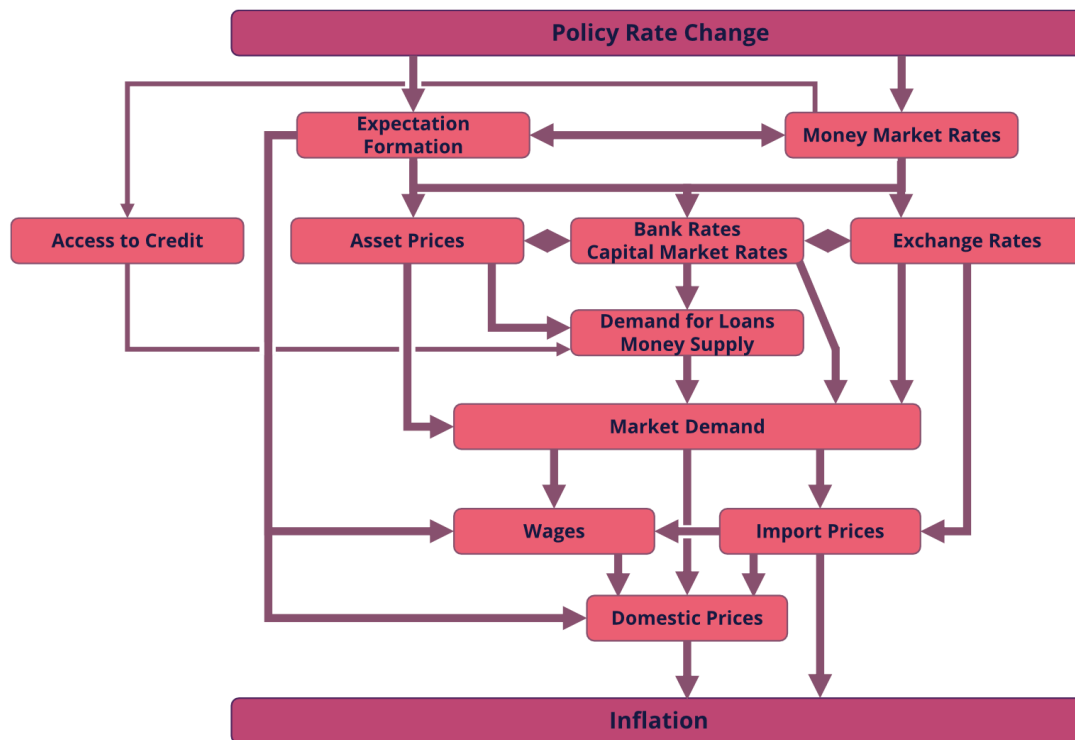 Policy Rate Change
Expectation
Formation
Money Market Rates
Access to Credit
Asset Prices
Bank Rates
Capital Market Rates
Exchange Rates
Demand for Loans
Money Supply
Market Demand
Wages
Import Prices
Domestic Prices
Inflation